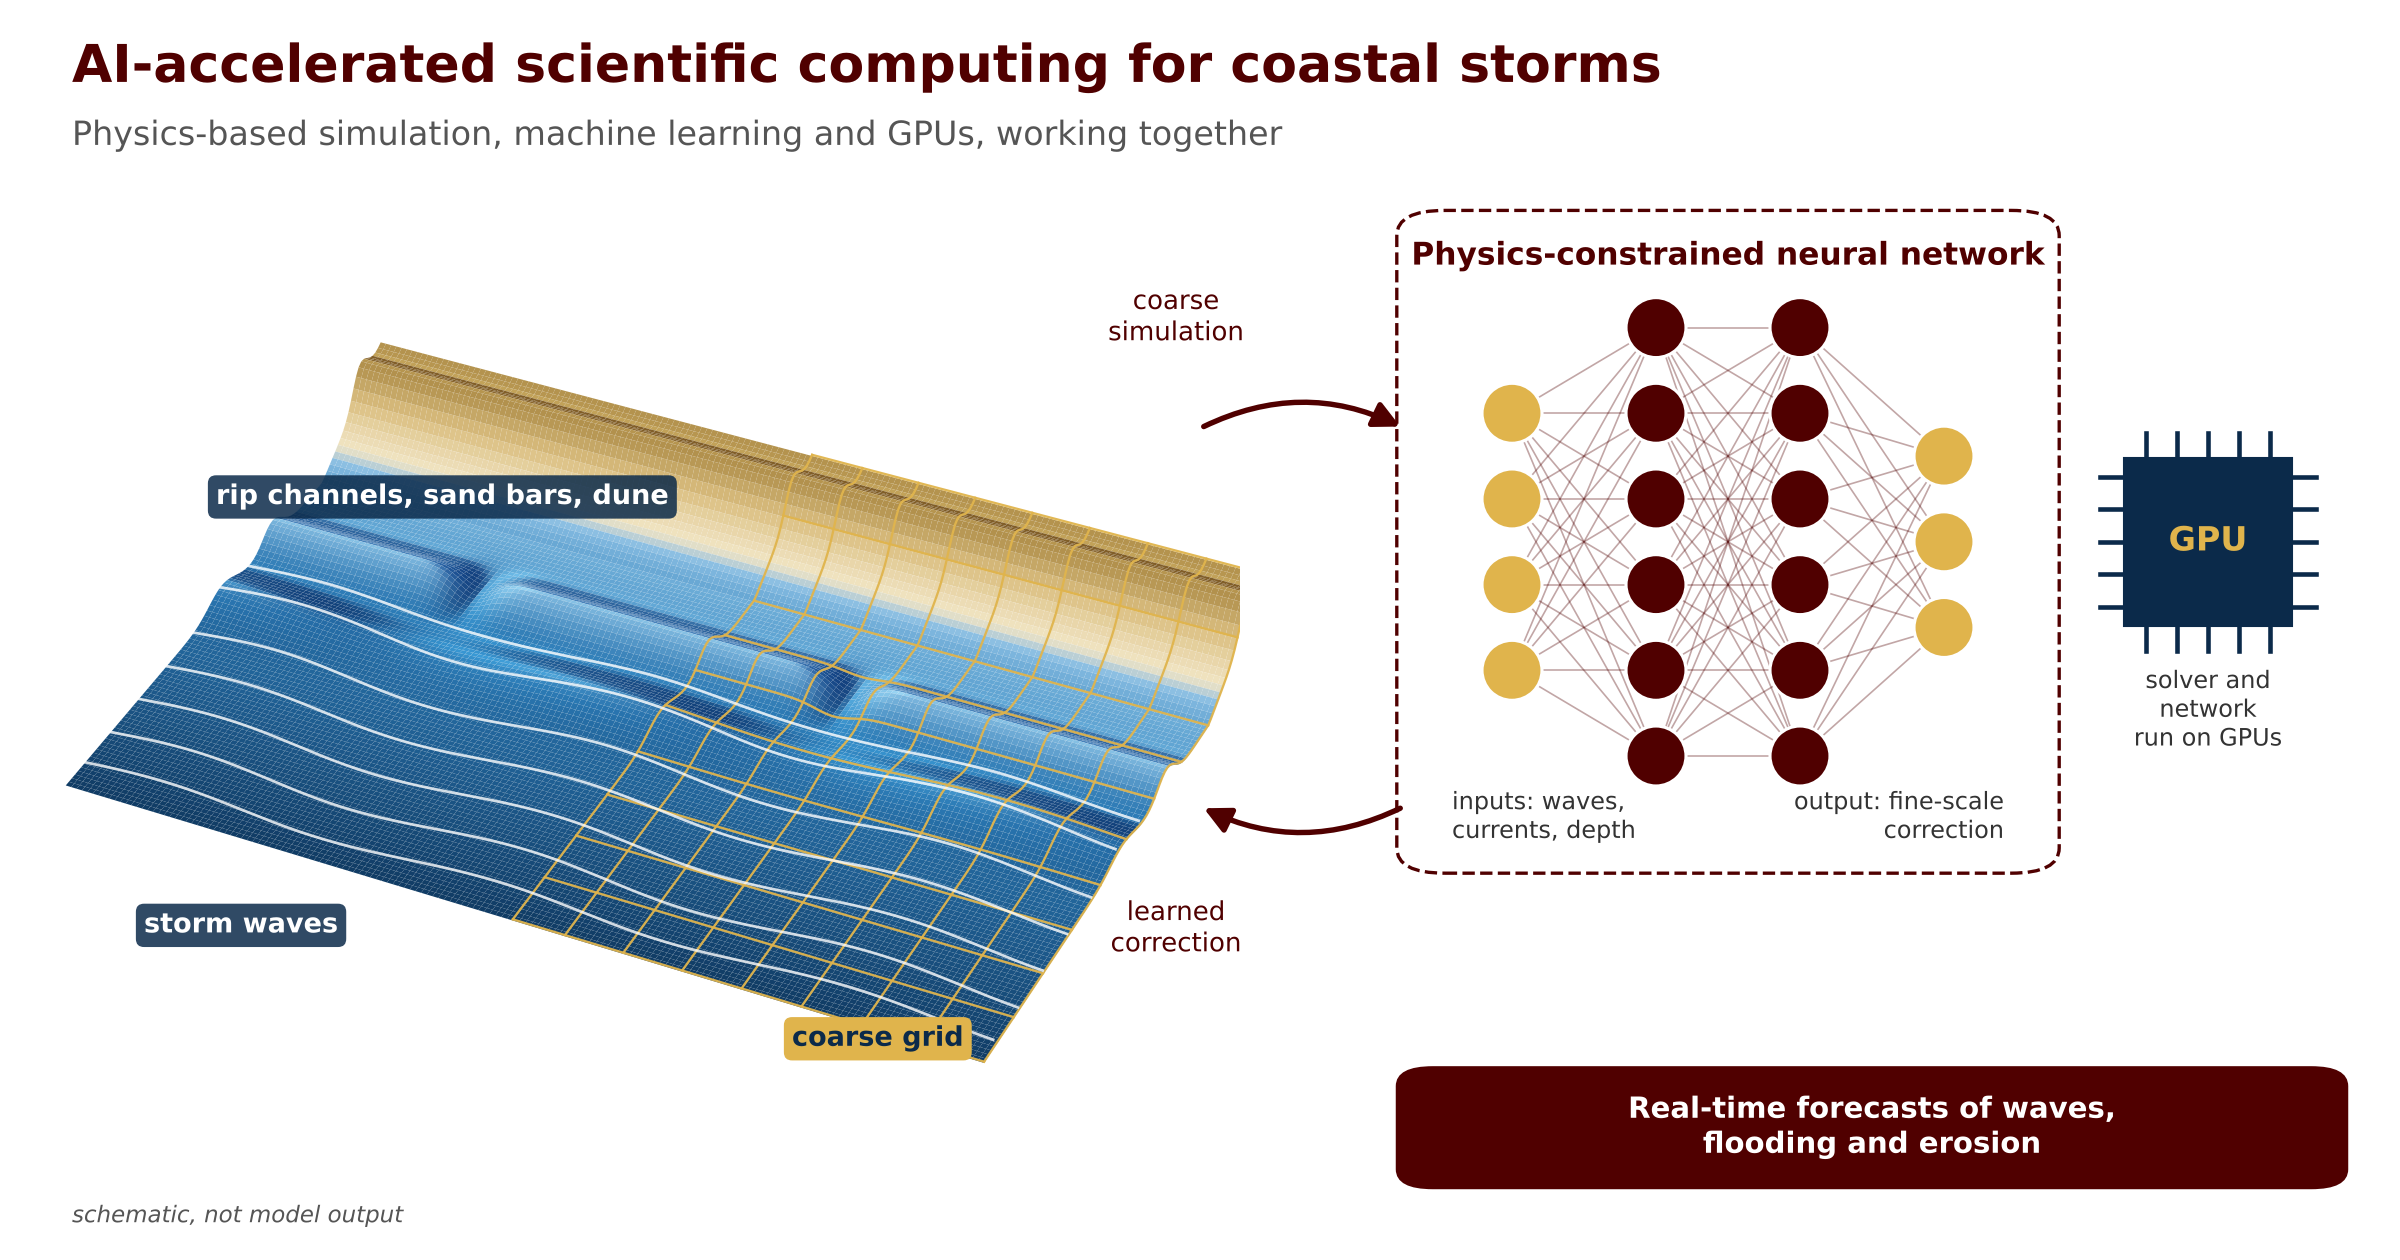 AI-accelerated scientific computing for coastal storms
Physics-based simulation, machine learning and GPUs, working together
rip channels, sand bars, dune
storm waves
coarse grid
coarse
simulation
learned
correction
Physics-constrained neural network
inputs: waves,
currents, depth
output: fine-scale
correction
GPU
solver and
network
run on GPUs
Real-time forecasts of waves,
flooding and erosion
schematic, not model output